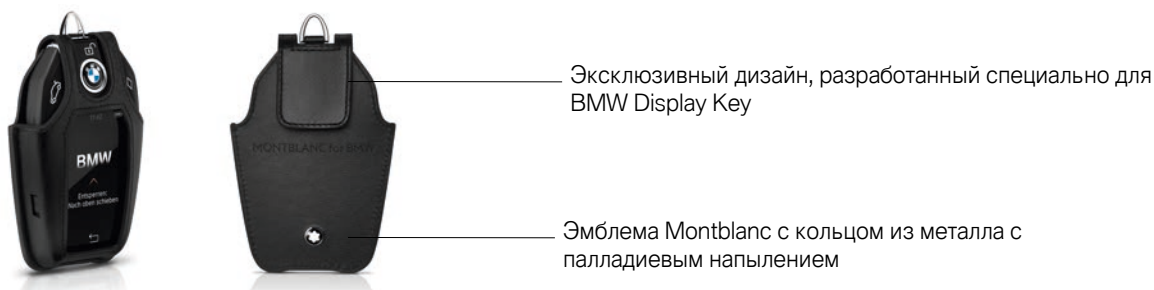 BMW
Entsperren:
Nach oben schieben
MONTBLANC for BMW
Эксклюзивный дизайн, разработанный специально для
BMW Display Key
Эмблема Montblanc с кольцом из металла с
палладиевым напылением